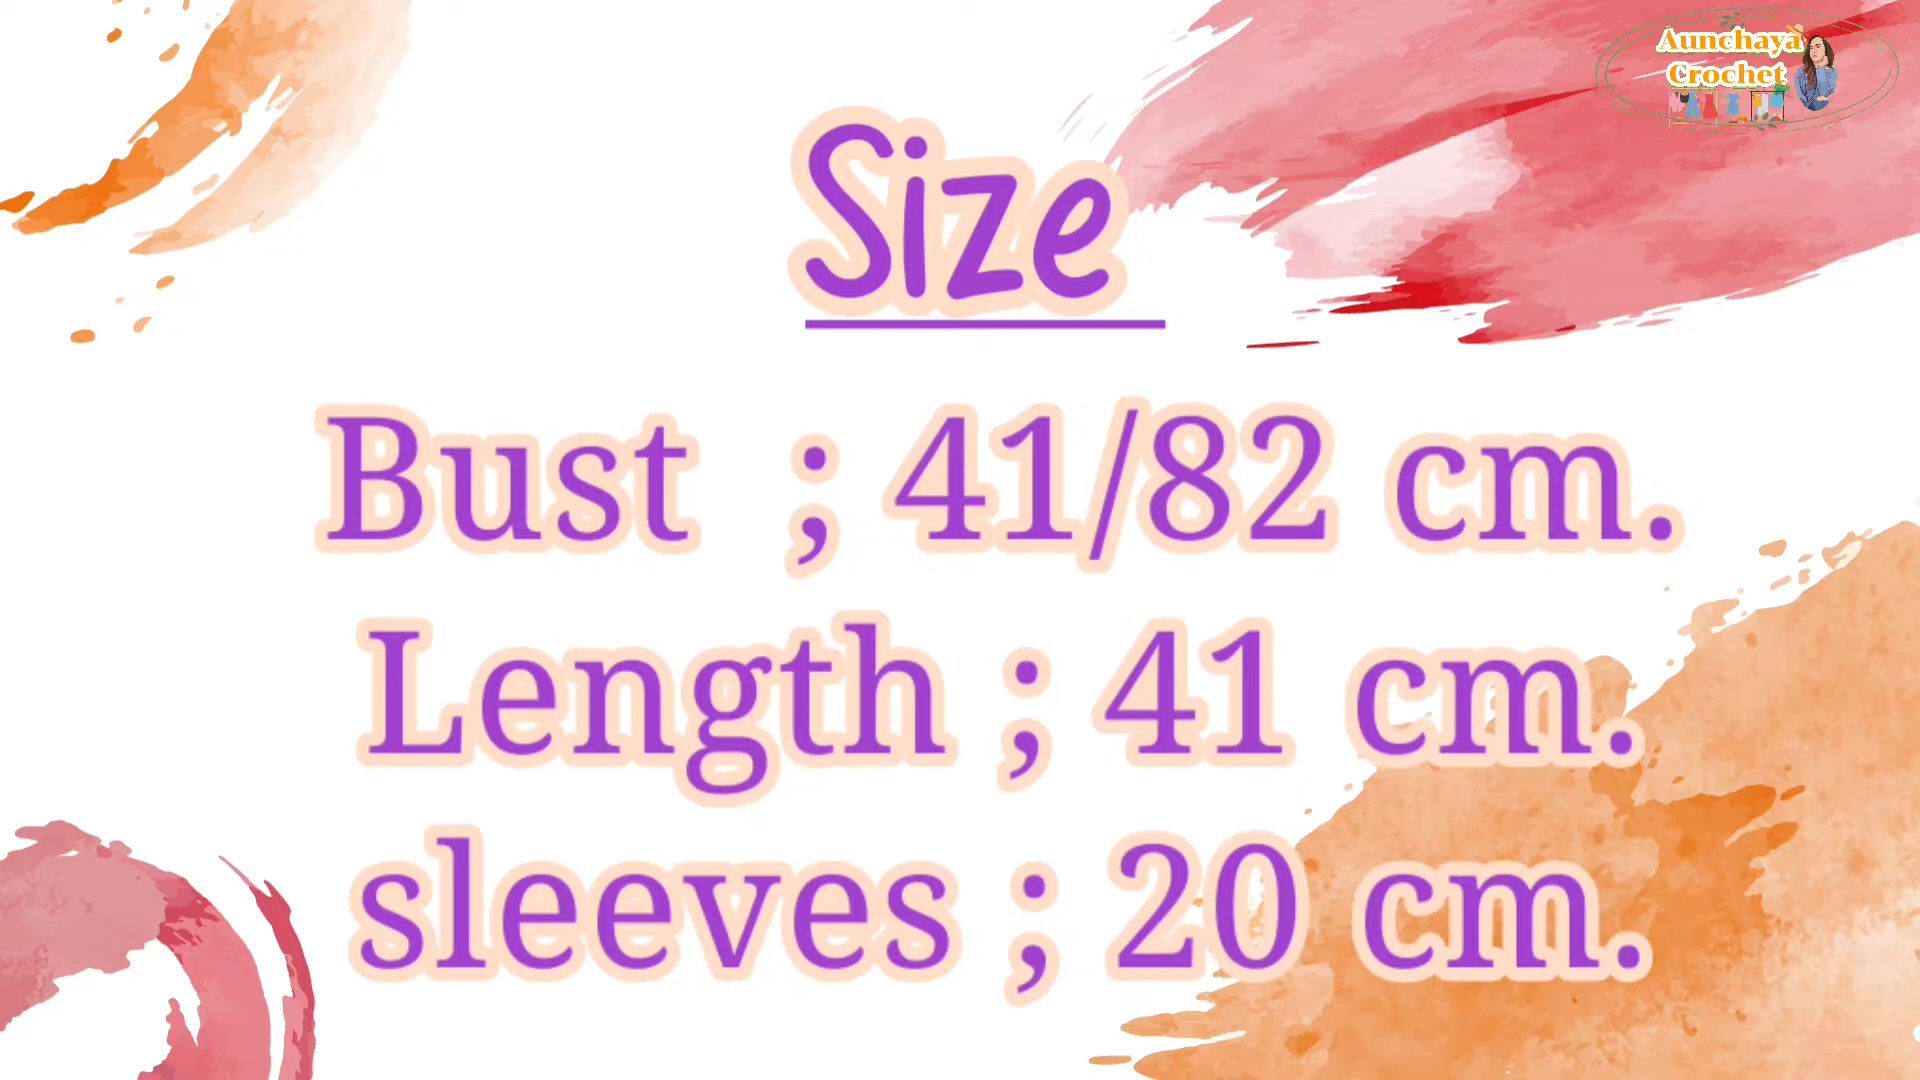 Aunchaya
Crochet
Size
Bust ; 41/82 cm.
Length ; 41 cm.
sleeves ; 20 cm.